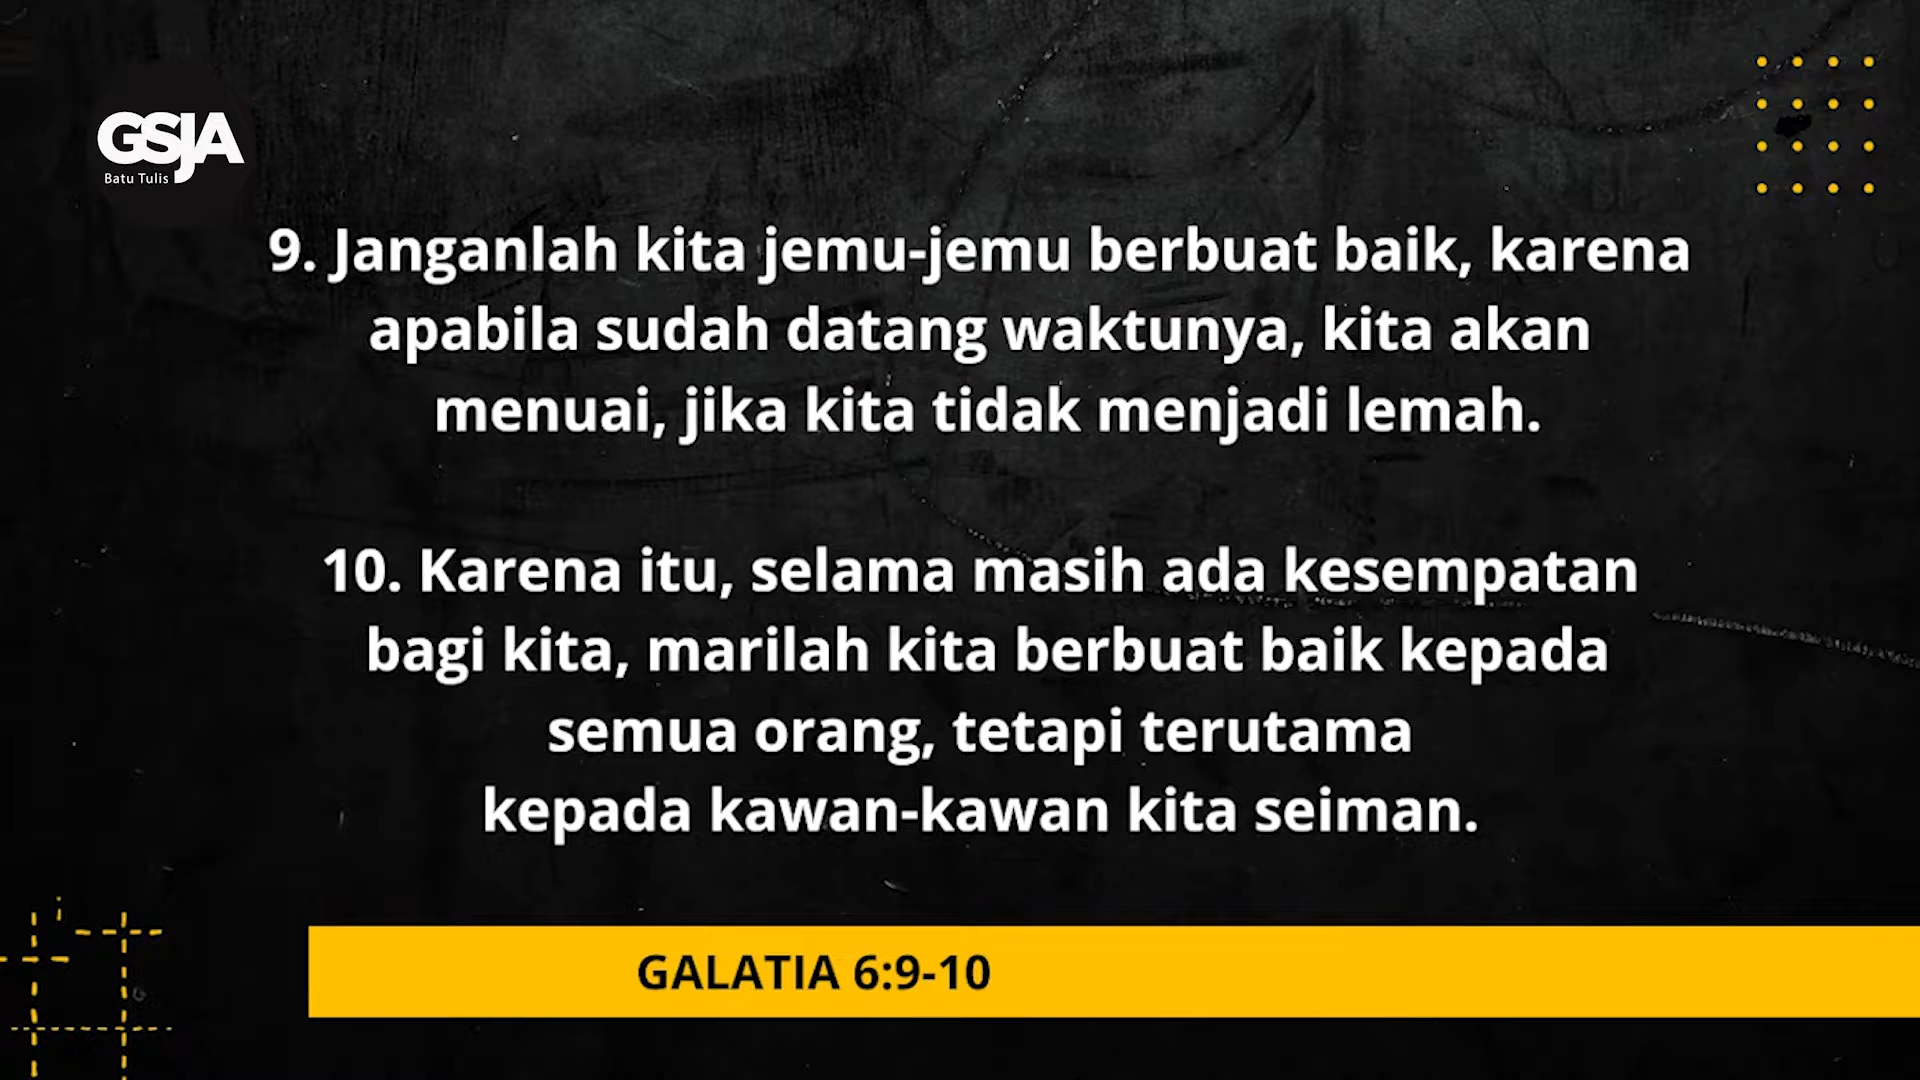 GSJA
Batu Tulis
9. Janganlah kita jemu-jemu berbuat baik, karena
apabila sudah datang waktunya, kita akan
menuai, jika kita tidak menjadi lemah.
10. Karena itu, selama masih ada kesempatan
bagi kita, marilah kita berbuat baik kepada
semua orang, tetapi terutama
kepada kawan-kawan kita seiman.
GALATIA 6:9-10